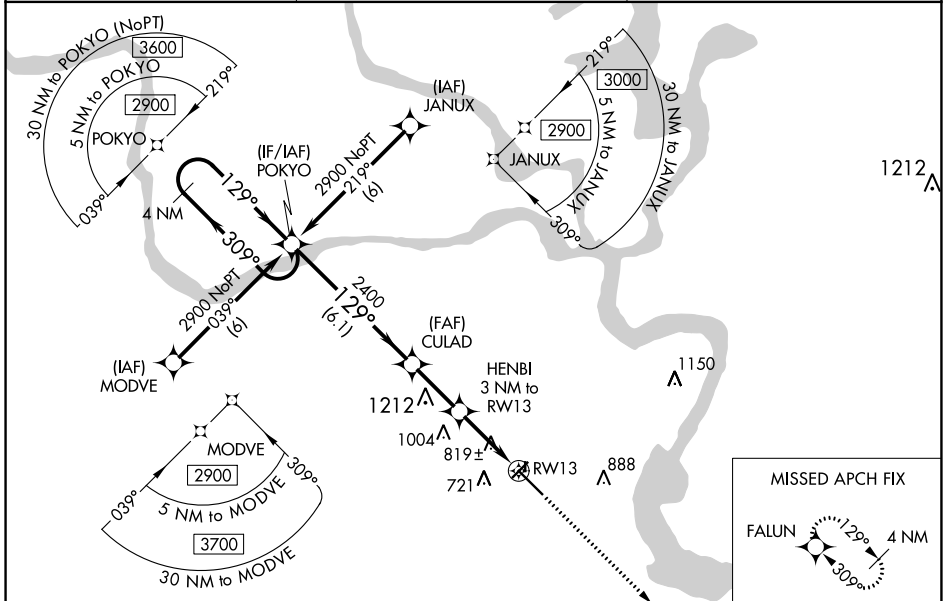 30 NM to POKYO (NoPT)
3600
5 NM to POKYO
2900
219°
POKYO
039°
(IF/IAF)
POKYO
(IAF)
JANUX
2900 NoPT
219°
(6)
219°
3000
2900
JANUX
5 NM to JANUX
30 NM to JANUX
309°
1212
129°
4 NM
309°
2900 NoPT
039°
(6)
(IAF)
MODVE
2400
129°
(6.1)
(FAF)
CULAD
HENBI
3 NM to
RW13
1150
1212
1004
819±
721
RW13
888
MODVE
2900
039°
309°
5 NM to MODVE
3700
30 NM to MODVE
MISSED APCH FIX
FALUN
129°
4 NM
309°